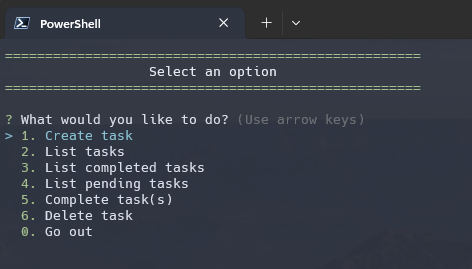 PowerShell
====================================================
Select an option
====================================================
? What would you like to do? (Use arrow keys)
> 1. Create task
2. List tasks
3. List completed tasks
4. List pending tasks
5. Complete task(s)
6. Delete task
0. Go out